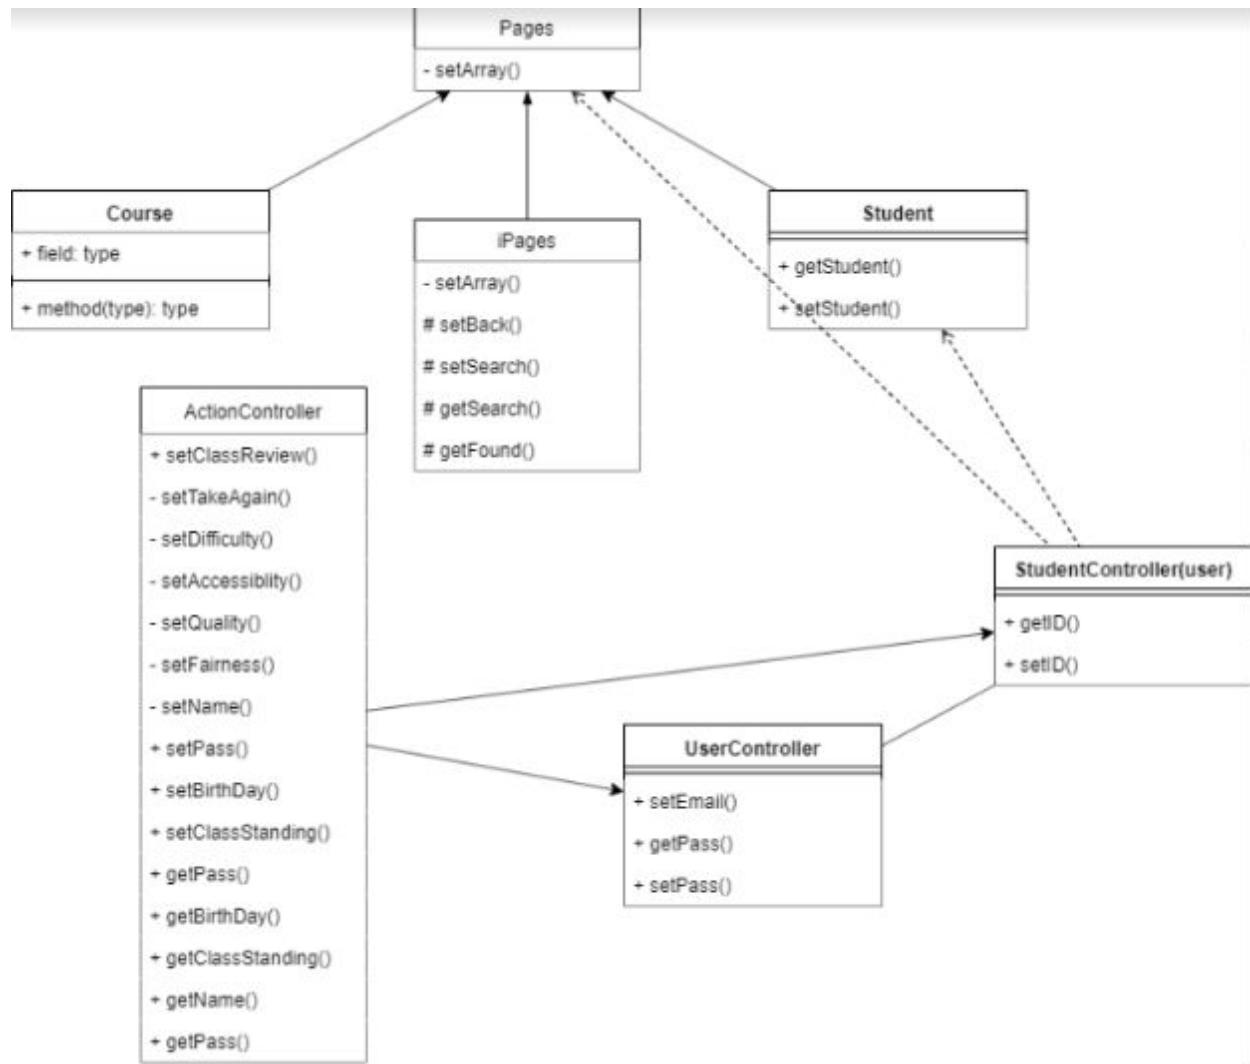 Pages
- setArray()
Course
+ field: type
+ method(type): type
iPages
- setArray()
# setBack()
# setSearch()
# getSearch()
# getFound()
Student
+ getStudent()
+ setStudent()
ActionController
+ setClassReview()
- setTakeAgain()
- setDifficulty()
- setAccessiblity()
- setQuality()
- setFairness()
- setName()
+ setPass()
+ setBirthDay()
+ setClassStanding()
+ getPass()
+ getBirthDay()
+ getClassStanding()
+ getName()
+ getPass()
StudentController(user)
+ getID()
+ setID()
UserController
+ setEmail()
+ getPass()
+ setPass()